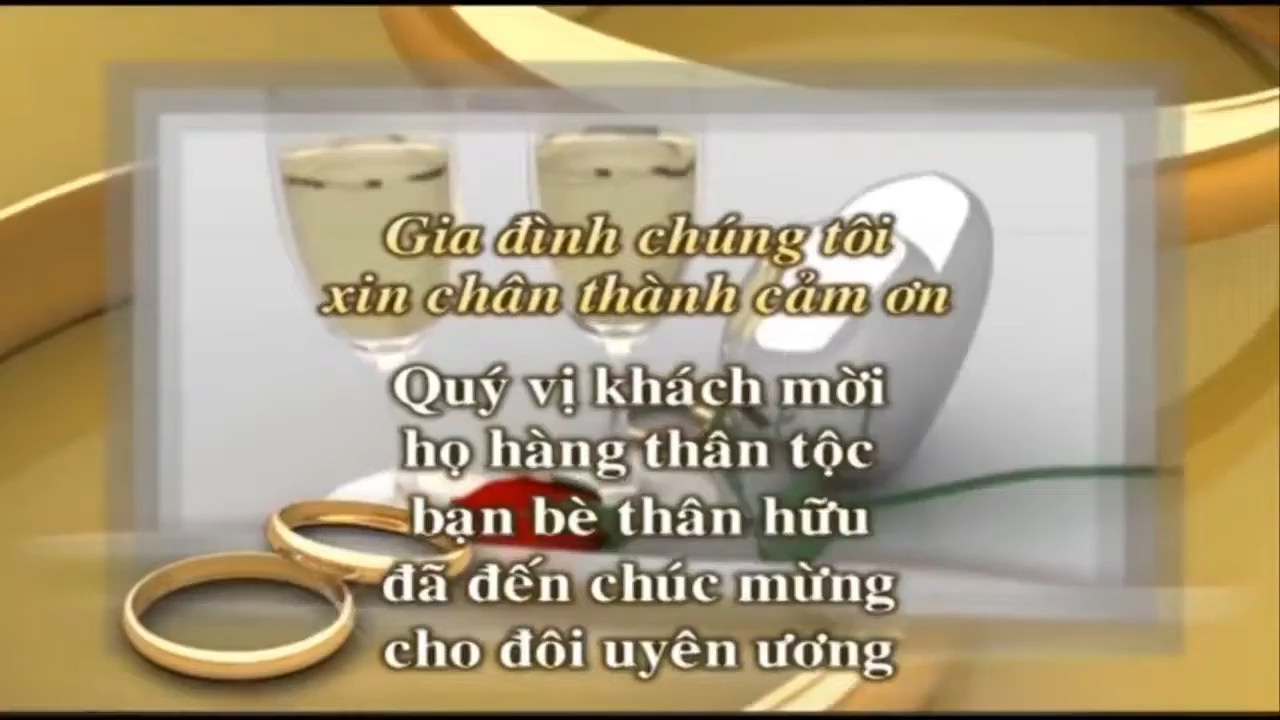 Gia đình chúng tôi
xin chân thành cảm ơn
Quý vị khách mời
họ hàng thân tộc
bạn bè thân hữu
đã đến chúc mừng
cho đôi uyên ương